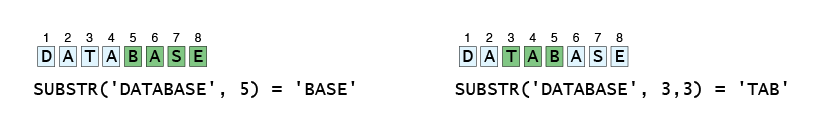 1 2 3 4 5 6 7 8
D A T A B A S E
SUBSTR('DATABASE', 5) = 'BASE'
1 2 3 4 5 6 7 8
D A T A B A S E
SUBSTR('DATABASE', 3,3) = 'TAB'